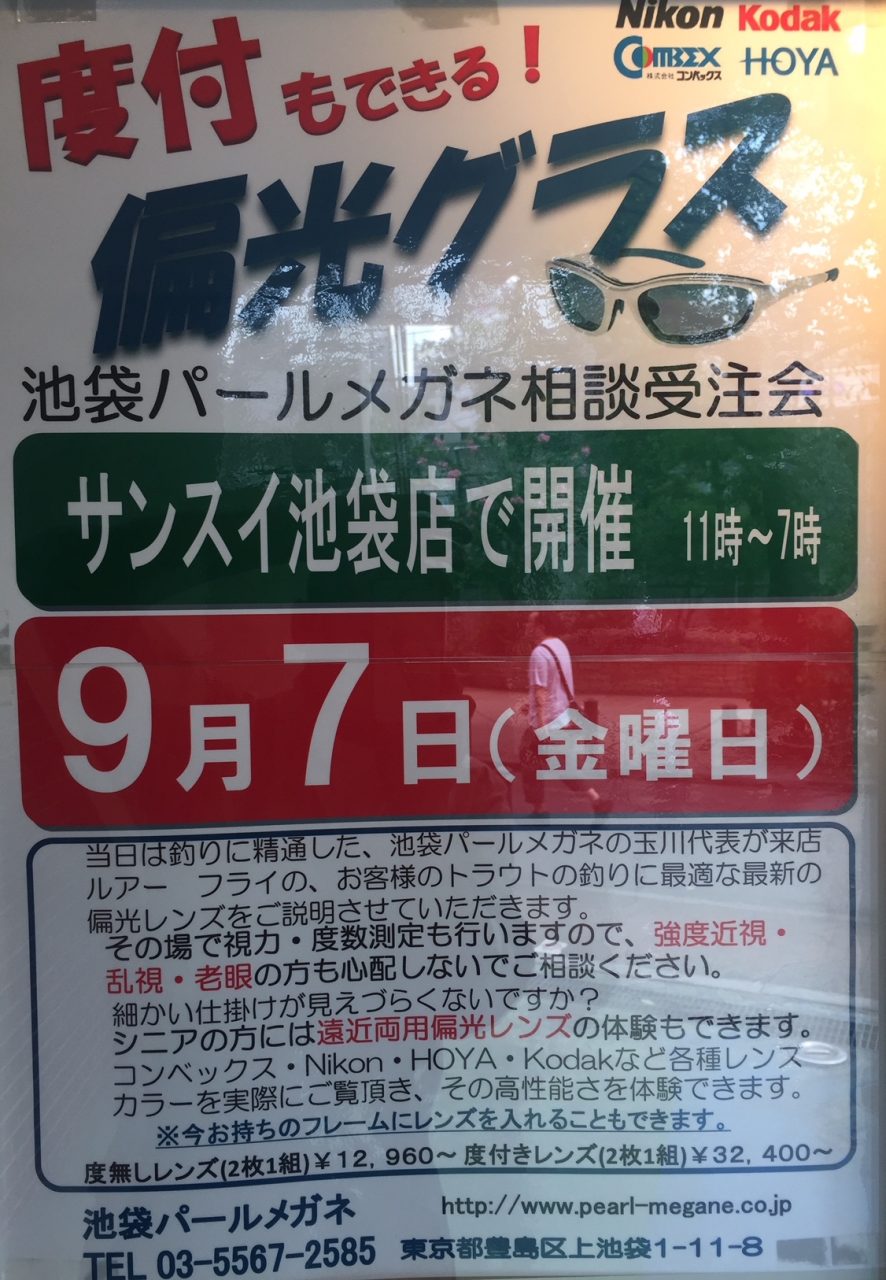 Nikon Kodak
COMBEX HOYA
株式会社コンベックス
度付もできる！
偏光グラス
池袋パールメガネ相談受注会
サンスイ池袋店で開催 11時～7時
9月7日(金曜日)
当日は釣りに精通した、池袋パールメガネの玉川代表が来店
ルアー　フライの、お客様のトラウトの釣りに最適な最新の
偏光レンズをご説明させていただきます。
その場で視力・度数測定も行いますので、強度近視・
乱視・老眼の方も心配しないでご相談ください。
細かい仕掛けが見えづらくないですか？
シニアの方には遠近両用偏光レンズの体験もできます。
コンベックス・Nikon・HOYA・Kodakなど各種レンズ
カラーを実際にご覧頂き、その高性能さを体験できます。
※今お持ちのフレームにレンズを入れることもできます。
度無しレンズ(2枚1組)￥12,960～ 度付きレンズ(2枚1組)￥32,400～
池袋パールメガネ http://www.pearl-megane.co.jp
TEL 03-5567-2585 東京都豊島区上池袋1-11-8